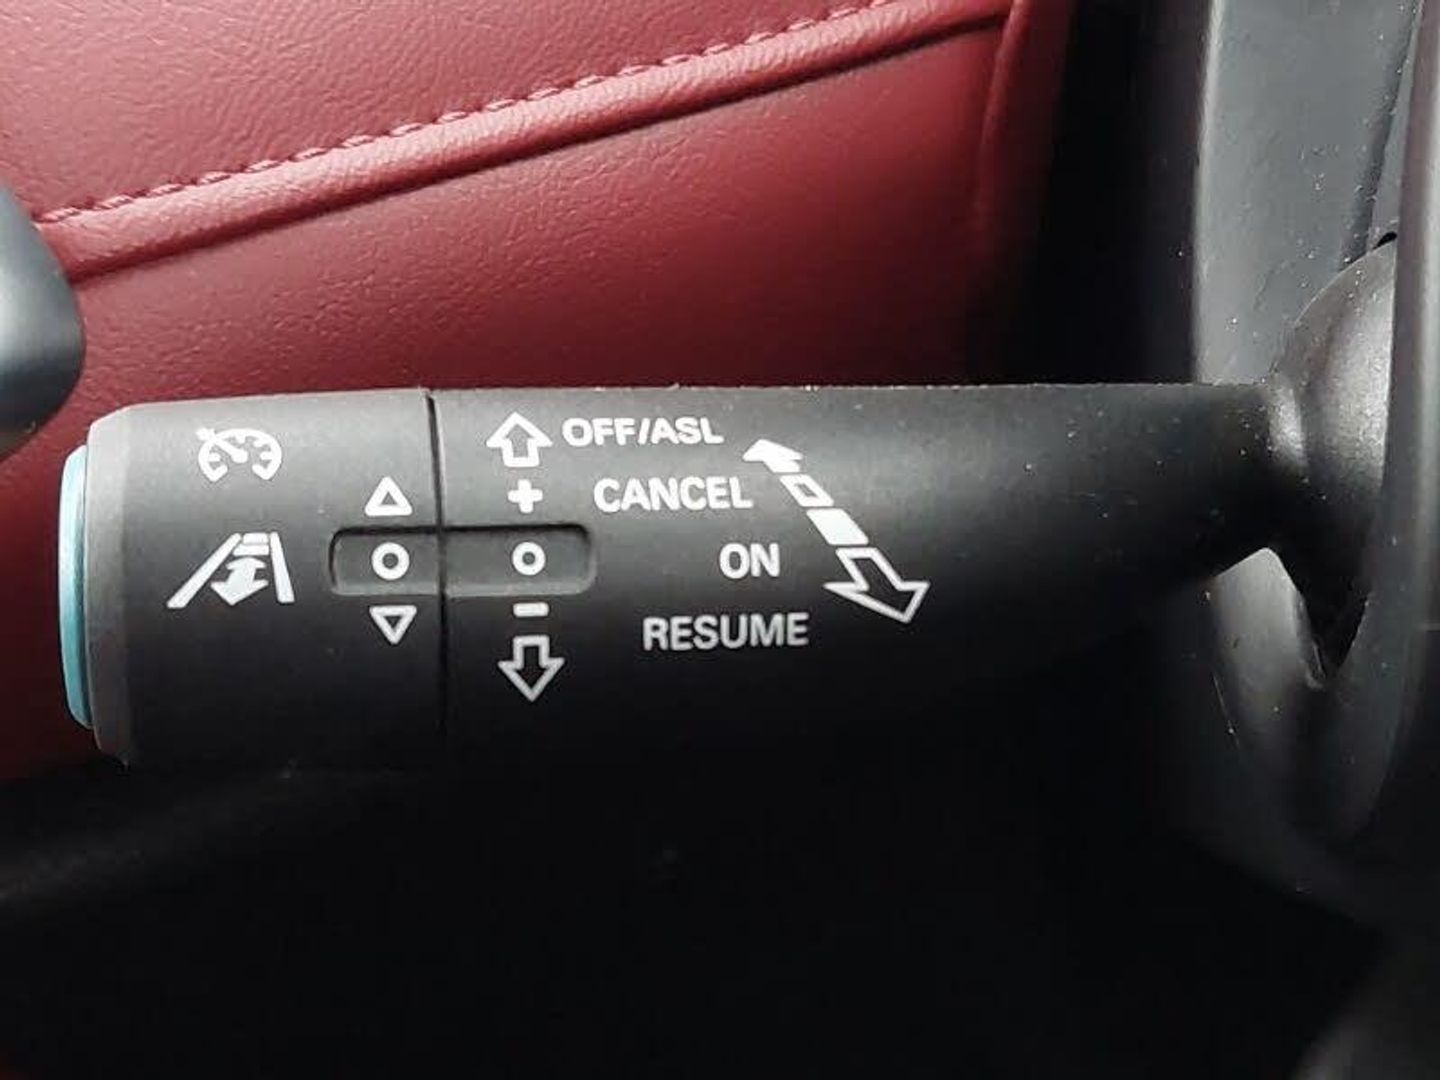 OFF/ASL
+ CANCEL
ON
-
RESUME